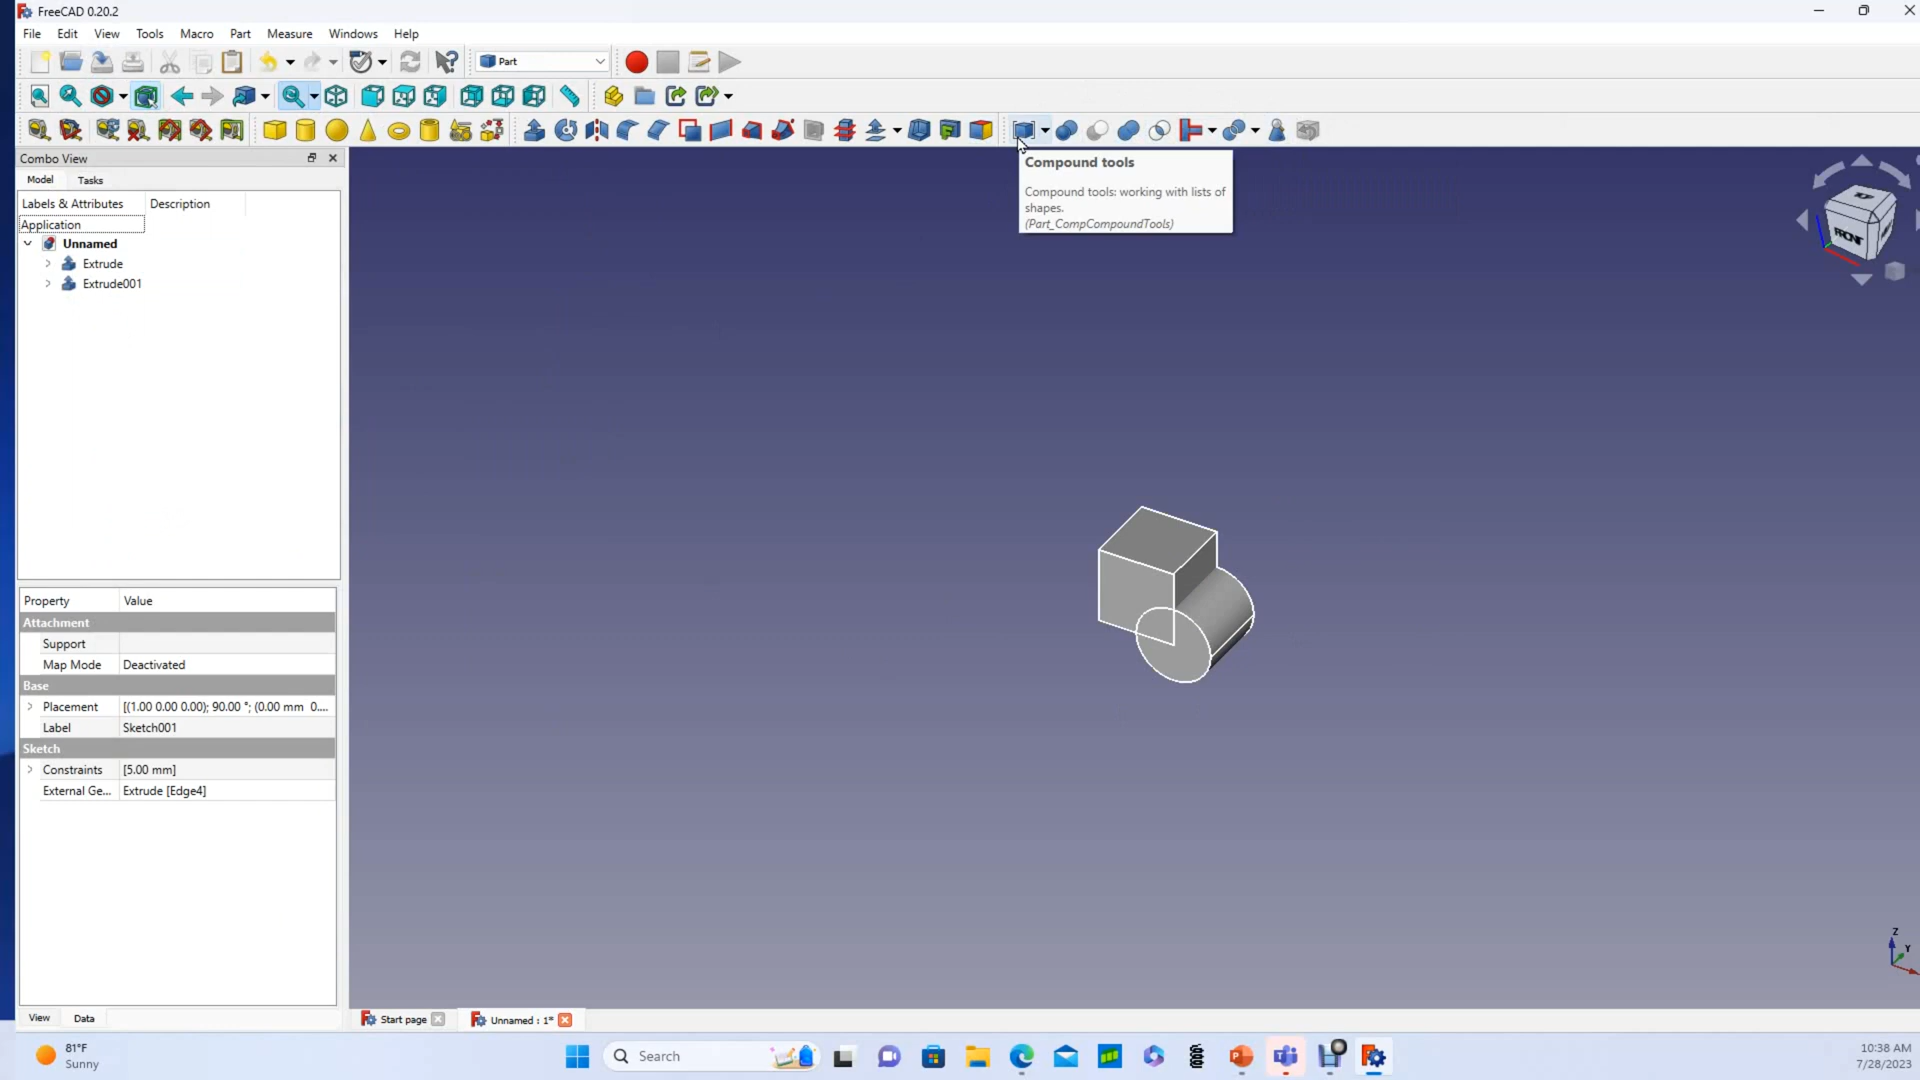 FreeCAD 0.20.2
File Edit View Tools Macro Part Measure Windows Help
Part
Combo View
Model Tasks
Labels & Attributes Description
Application
Unnamed
Extrude
Extrude001
Compound tools
Compound tools: working with lists of
shapes.
(Part_CompCompoundTools)
TOP
FRONT
Property Value
Attachment
Support
Map Mode Deactivated
Base
Placement [(1.00 0.00 0.00); 90.00 °; (0.00 mm 0....
Label Sketch001
Sketch
Constraints [5.00 mm]
External Ge... Extrude [Edge4]
Z
Y
View Data
Start page
Unnamed : 1*
81°F
Sunny
Search
10:38 AM
7/28/2023